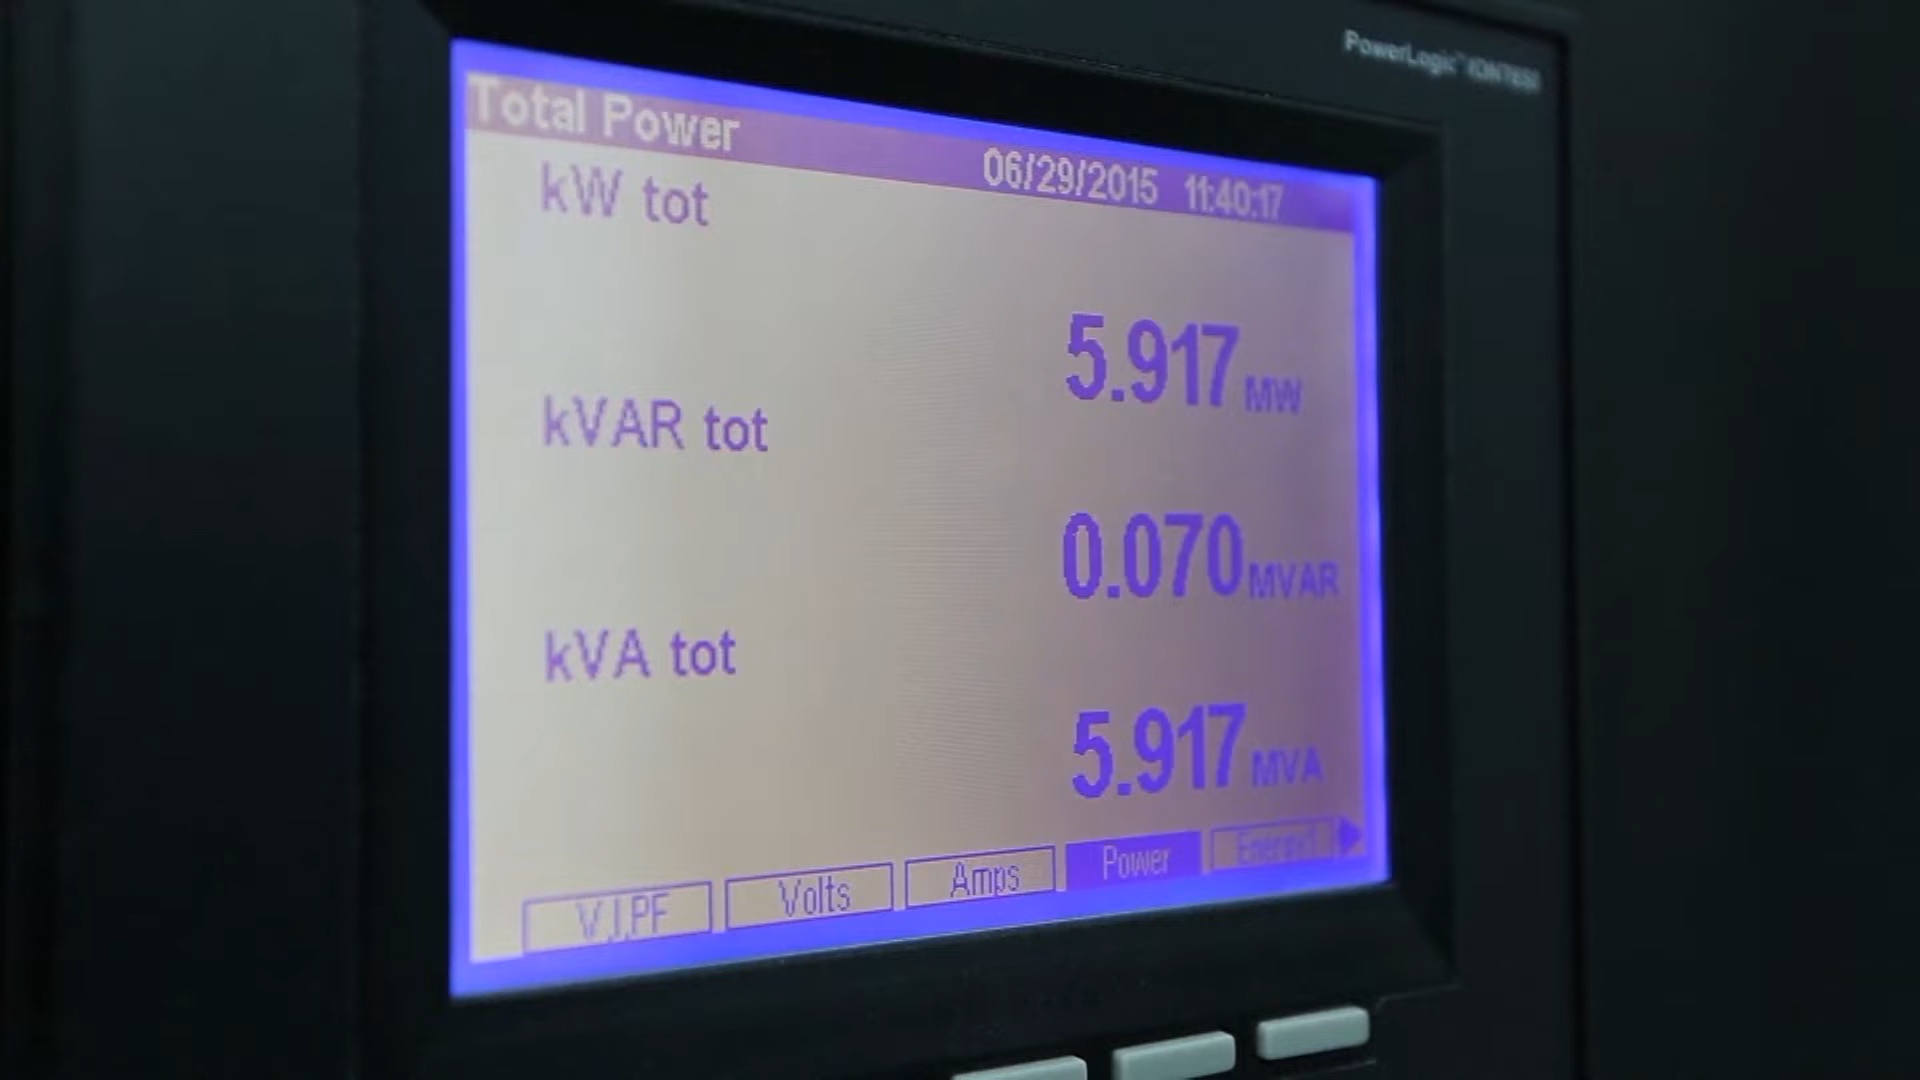 PowerLogic™ ION7650
Total Power
06/29/2015 11:40:17
kW tot
5.917 MW
kVAR tot
0.070 MVAR
kVA tot
5.917 MVA
V,I,PF Volts Amps Power